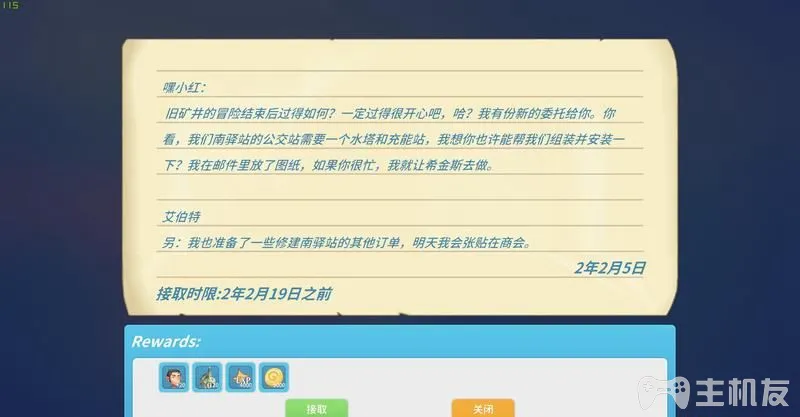 115
嘿小红：
旧矿井的冒险结束后过得如何？一定过得很开心吧，哈？我有份新的委托给你。你
看，我们南驿站的公交站需要一个水塔和充能站，我想你也许能帮我们组装并安装一
下？我在邮件里放了图纸，如果你很忙，我就让希金斯去做。
艾伯特
另：我也准备了一些修建南驿站的其他订单，明天我会张贴在商会。
2年2月5日
接取时限:2年2月19日之前
Rewards:
接取
关闭
主机友